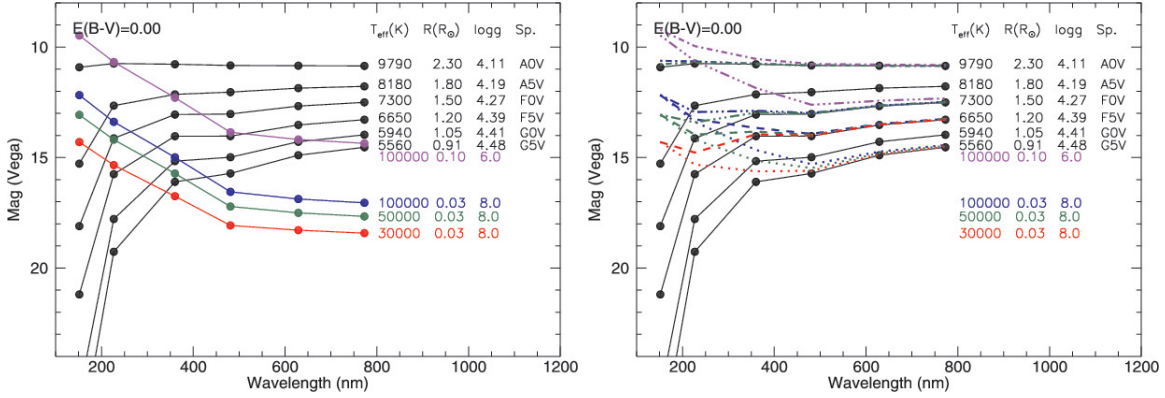 E(B-V)=0.00
T_eff(K) R(R_⊙) logg Sp.
9790 2.30 4.11 A0V
8180 1.80 4.19 A5V
7300 1.50 4.27 F0V
6650 1.20 4.39 F5V
5940 1.05 4.41 G0V
5560 0.91 4.48 G5V
100000 0.10 6.0
100000 0.03 8.0
50000 0.03 8.0
30000 0.03 8.0
10
15
20
Mag (Vega)
200 400 600 800 1000 1200
Wavelength (nm)
E(B-V)=0.00
T_eff(K) R(R_⊙) logg Sp.
9790 2.30 4.11 A0V
8180 1.80 4.19 A5V
7300 1.50 4.27 F0V
6650 1.20 4.39 F5V
5940 1.05 4.41 G0V
5560 0.91 4.48 G5V
100000 0.10 6.0
100000 0.03 8.0
50000 0.03 8.0
30000 0.03 8.0
10
15
20
Mag (Vega)
200 400 600 800 1000 1200
Wavelength (nm)